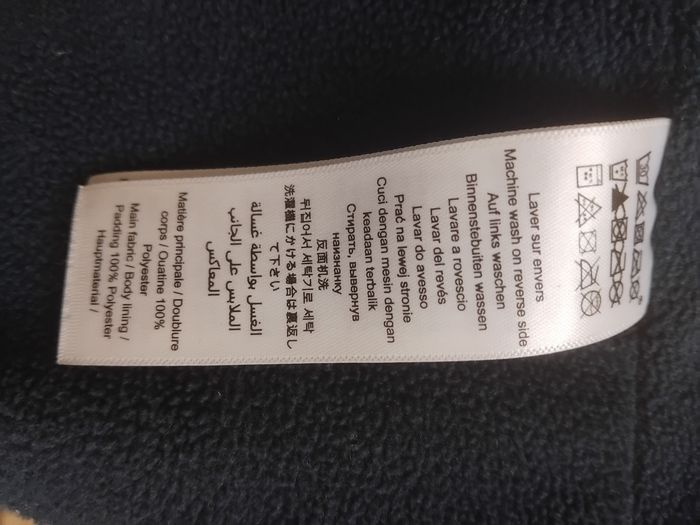 Laver sur envers
Machine wash on reverse side
Auf links waschen
Binnenstebuiten wassen
Lavare a rovescio
Lavar del revés
Lavar do avesso
Prać na lewej stronie
Cuci dengan mesin dengan
keadaan terbalik
Стирать, вывернув
наизнанку
反面机洗
뒤집어서 세탁기로 세탁
洗濯機にかける場合は裏返し
て下さい
الغسل بواسطة غسالة
الملابس على الجانب
المعاكس
Matière principale / Doublure
corps / Ouatine 100%
Polyester
Main fabric / Body lining /
Padding 100% Polyester
Hauptmaterial /